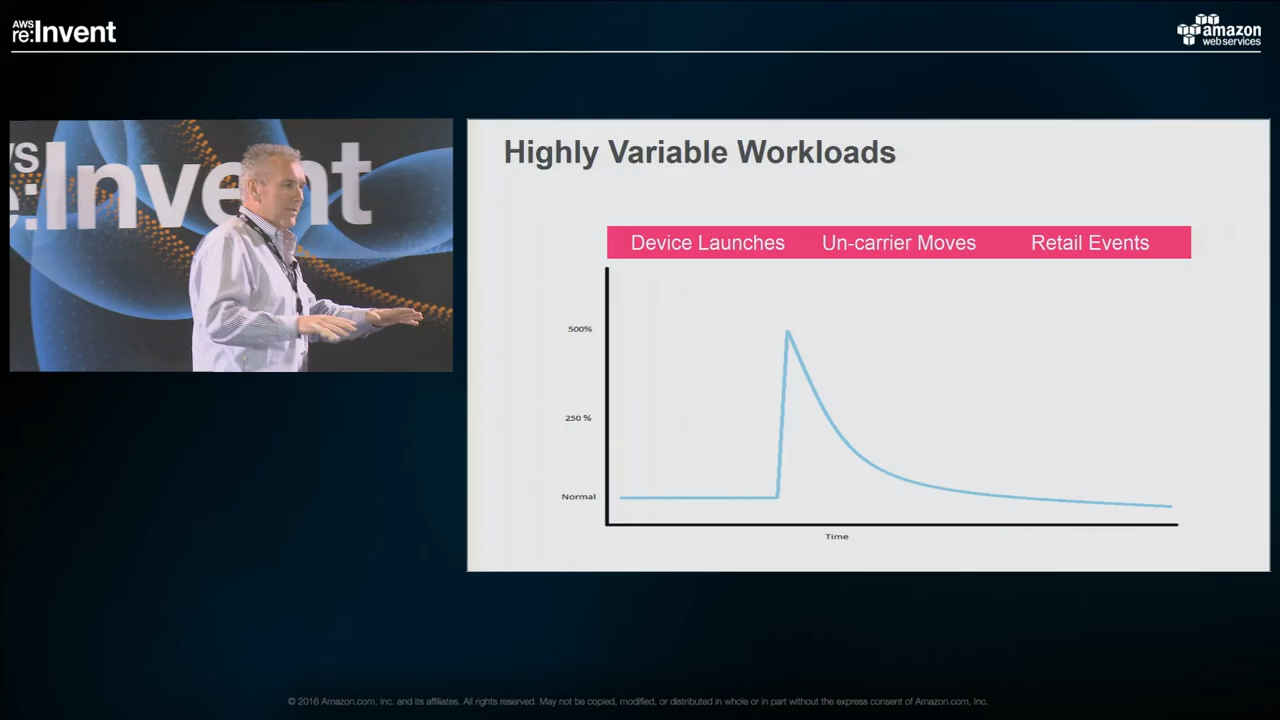 AWS
re:Invent
amazon
web services
WS
re:Invent
Highly Variable Workloads
Device Launches Un-carrier Moves Retail Events
500%
250 %
Normal
Time
© 2016 Amazon.com, Inc. and its affiliates. All rights reserved. May not be copied, modified, or distributed in whole or in part without the express consent of Amazon.com, Inc.